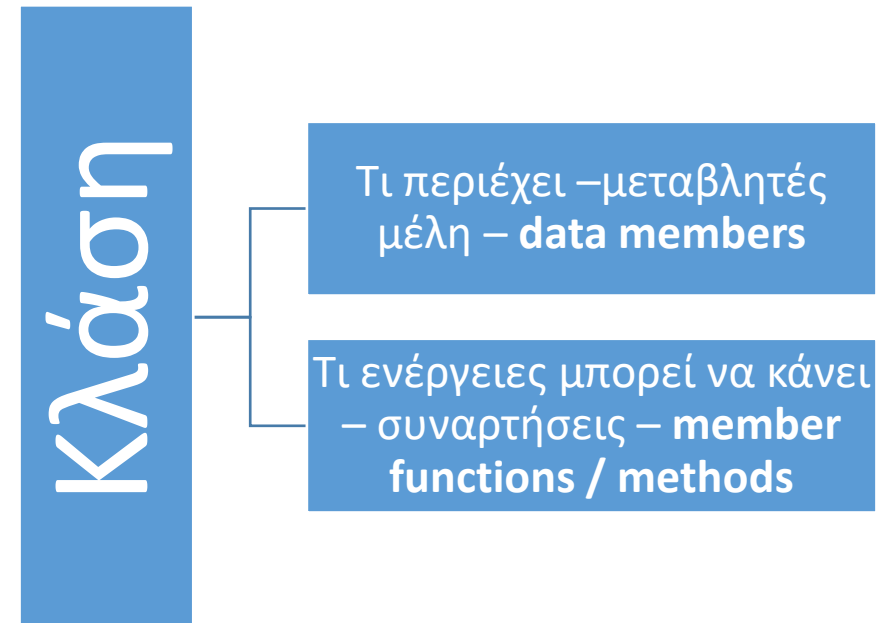 Κλάση
Τι περιέχει –μεταβλητές
μέλη – data members
Τι ενέργειες μπορεί να κάνει
– συναρτήσεις – member
functions / methods